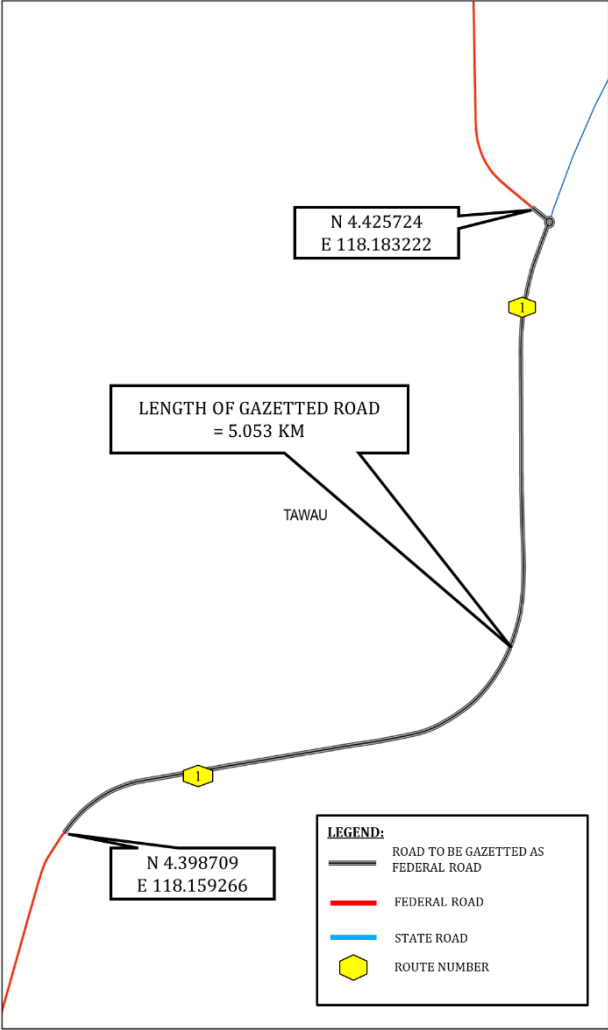 N 4.425724
E 118.183222
1
LENGTH OF GAZETTED ROAD
= 5.053 KM
TAWAU
1
N 4.398709
E 118.159266
LEGEND:
ROAD TO BE GAZETTED AS
FEDERAL ROAD
FEDERAL ROAD
STATE ROAD
ROUTE NUMBER